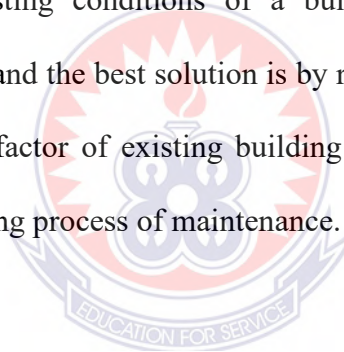 sting conditions of a bui
and the best solution is by r
factor of existing building
ng process of maintenance.
EDUCATION FOR SERVICE